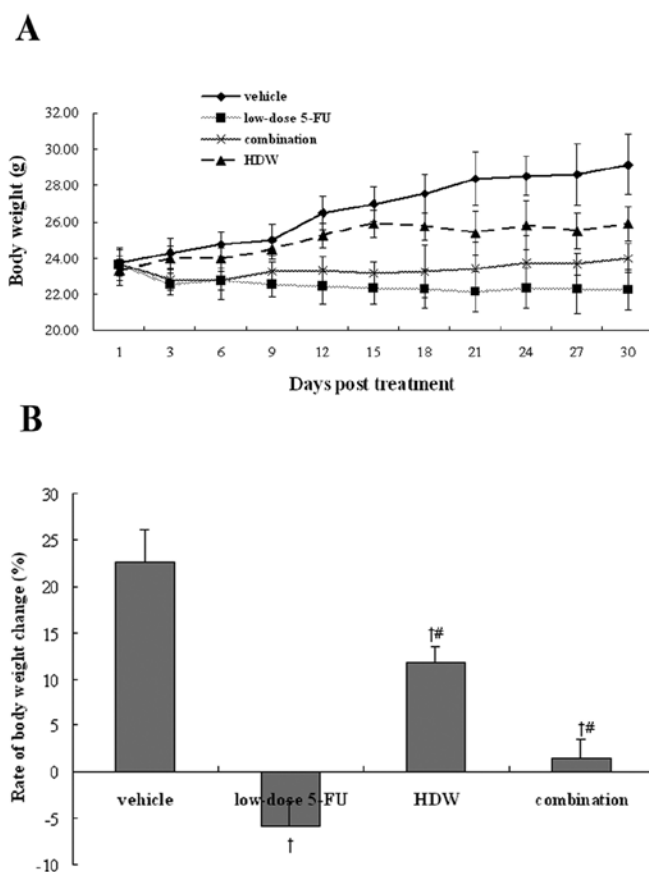 A
vehicle
low-dose 5-FU
combination
HDW
Body weight (g)
32.00
30.00
28.00
26.00
24.00
22.00
20.00
1 3 6 9 12 15 18 21 24 27 30
Days post treatment
B
Rate of body weight change (%)
30
25
20
15
10
5
0
-5
-10
†#
†#
vehicle low-dose 5-FU HDW combination
†